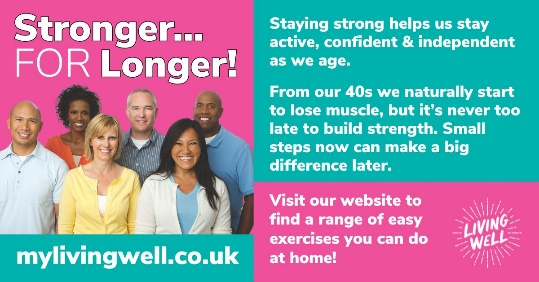 Stronger...
FOR Longer!
mylivingwell.co.uk
Staying strong helps us stay
active, confident & independent
as we age.
From our 40s we naturally start
to lose muscle, but it's never too
late to build strength. Small
steps now can make a big
difference later.
Visit our website to
find a range of easy
exercises you can do
at home!
LIVING
WELL